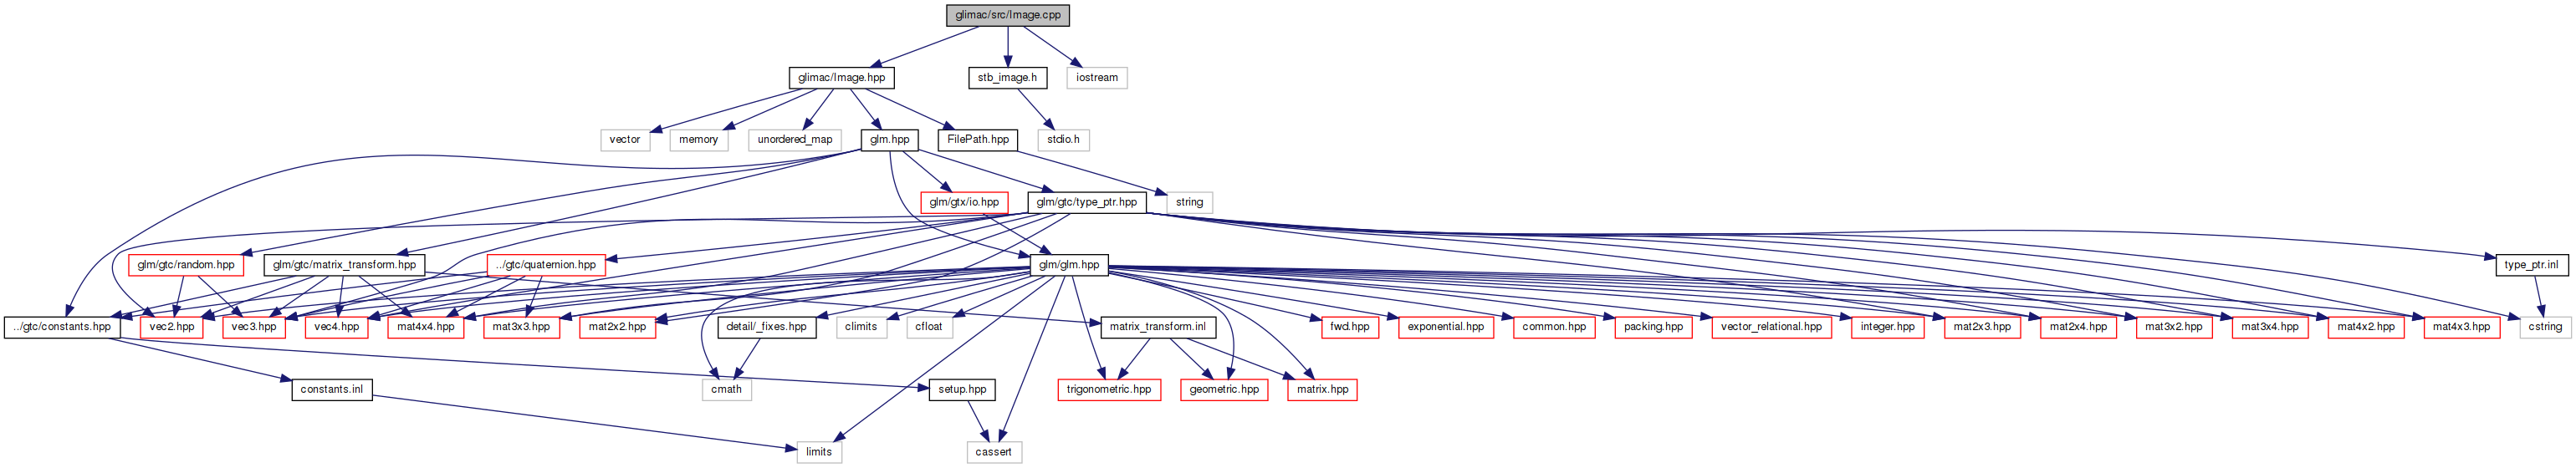 glimac/src/Image.cpp
glimac/Image.hpp
stb_image.h
iostream
vector
memory
unordered_map
glm.hpp
FilePath.hpp
stdio.h
glm/gtx/io.hpp
glm/gtc/type_ptr.hpp
string
glm/gtc/random.hpp
glm/gtc/matrix_transform.hpp
../gtc/quaternion.hpp
glm/glm.hpp
type_ptr.inl
../gtc/constants.hpp
vec2.hpp
vec3.hpp
vec4.hpp
mat4x4.hpp
mat3x3.hpp
mat2x2.hpp
detail/_fixes.hpp
climits
cfloat
matrix_transform.inl
fwd.hpp
exponential.hpp
common.hpp
packing.hpp
vector_relational.hpp
integer.hpp
mat2x3.hpp
mat2x4.hpp
mat3x2.hpp
mat3x4.hpp
mat4x2.hpp
mat4x3.hpp
cstring
constants.inl
cmath
setup.hpp
trigonometric.hpp
geometric.hpp
matrix.hpp
limits
cassert